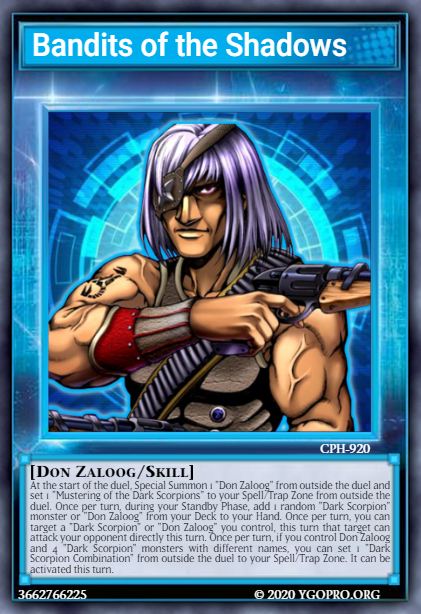 Bandits of the Shadows
CPH-920
[Don Zaloog/Skill]
At the start of the duel, Special Summon 1 "Don Zaloog" from outside the duel and
set 1 "Mustering of the Dark Scorpions" to your Spell/Trap Zone from outside the
duel. Once per turn, during your Standby Phase, add 1 random "Dark Scorpion"
monster or "Don Zaloog" from your Deck to your Hand. Once per turn, you can
target a "Dark Scorpion" or "Don Zaloog" you control, this turn that target can
attack your opponent directly this turn. Once per turn, if you control Don Zaloog
and 4 "Dark Scorpion" monsters with different names, you can set 1 "Dark
Scorpion Combination" from outside the duel to your Spell/Trap Zone. It can be
activated this turn.
3662766225
© 2020 YGOPRO.ORG